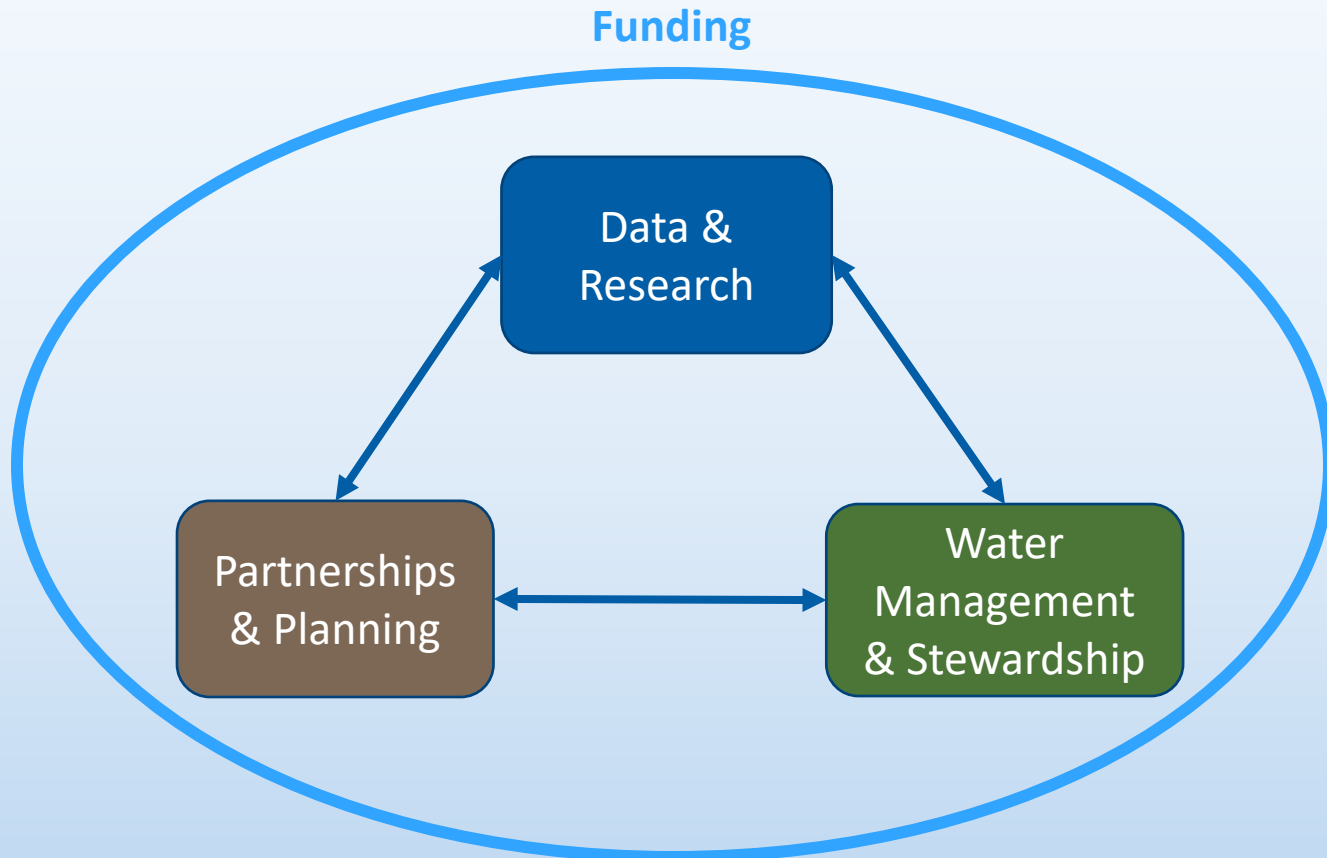 Funding
Data &
Research
Partnerships
& Planning
Water
Management
& Stewardship